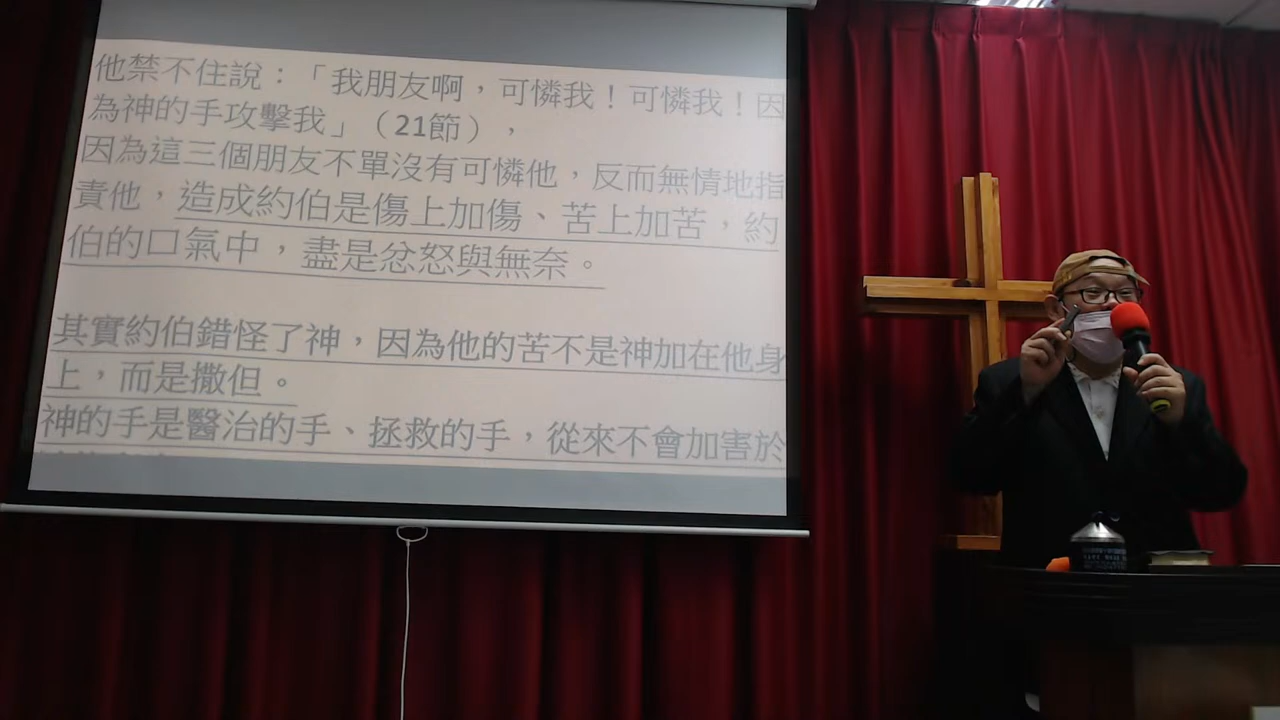 他禁不住說：「我朋友啊，可憐我！可憐我！因
為神的手攻擊我」（21節），
因為這三個朋友不單沒有可憐他，反而無情地指
責他，造成約伯是傷上加傷、苦上加苦，約
伯的口氣中，盡是忿怒與無奈。
其實約伯錯怪了神，因為他的苦不是神加在他身
上，而是撒但。
神的手是醫治的手、拯救的手，從來不會加害於